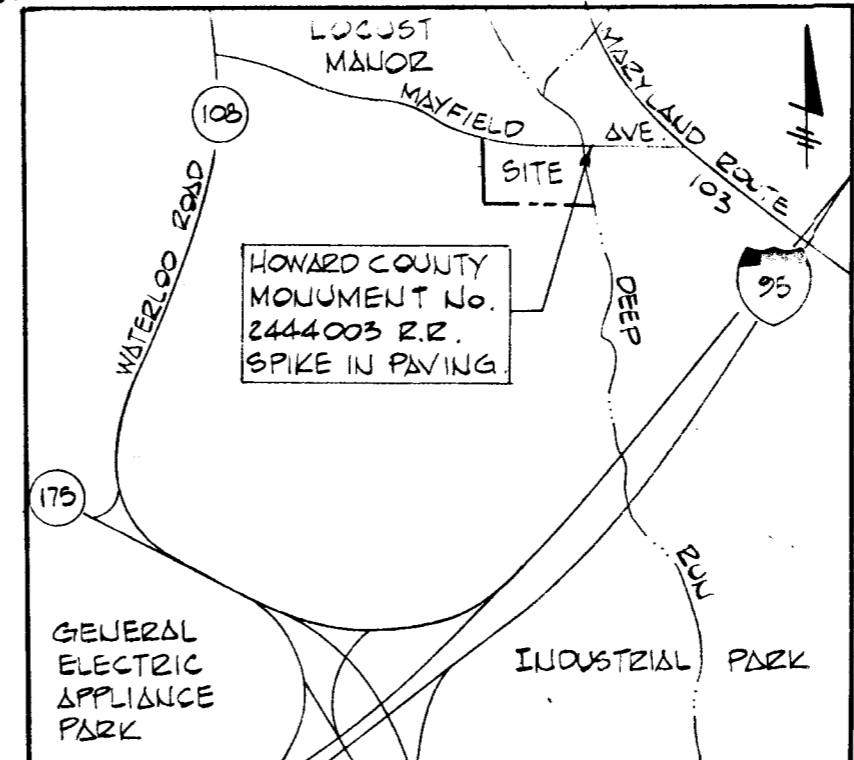 LOCUST
MANOR
108
MAYFIELD AVE.
MARYLAND ROUTE
103
SITE
WATERLOO ROAD
HOWARD COUNTY
MONUMENT No.
2444003 R.R.
SPIKE IN PAVING.
95
DEEP
175
RUN
GENERAL
ELECTRIC
APPLIANCE
PARK
INDUSTRIAL PARK